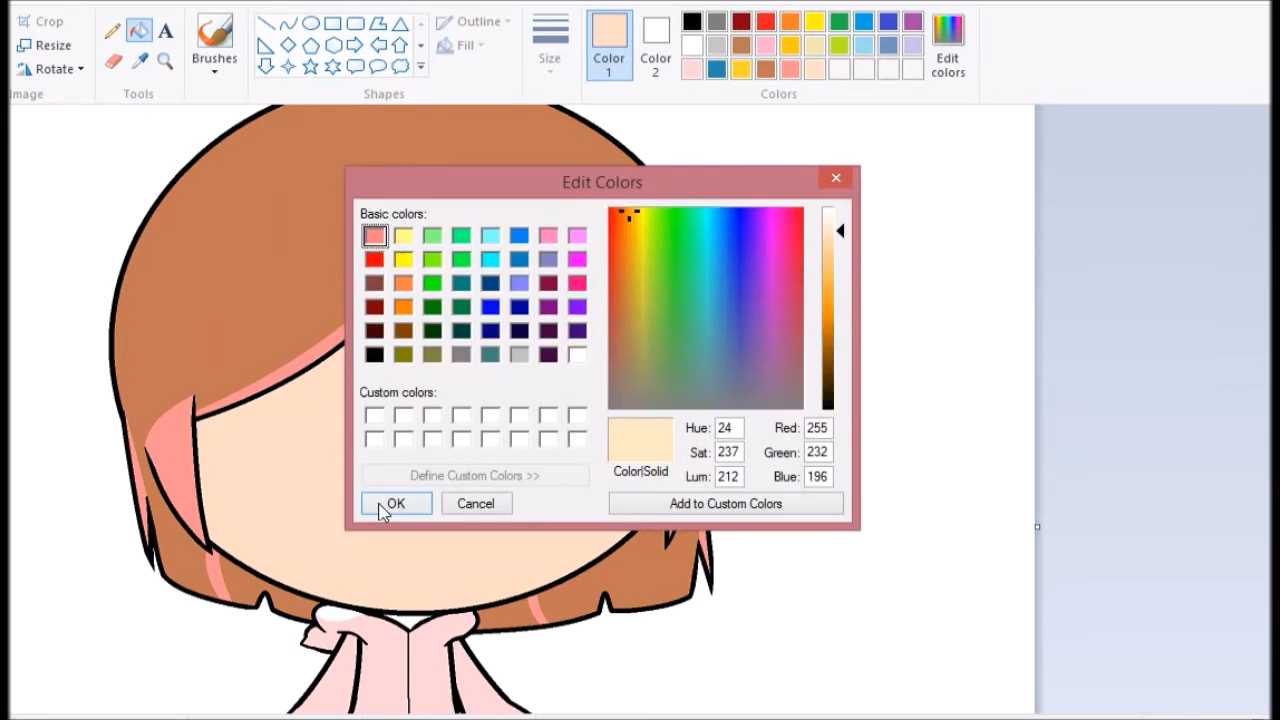 Crop
Resize
Rotate
mage
A
Tools
Brushes
Outline
Fill
Shapes
Size
Color 1
Color 2
Edit colors
Colors
Edit Colors
Basic colors:
Custom colors:
Define Custom Colors >>
OK
Cancel
Color|Solid
Hue: 24
Sat: 237
Lum: 212
Red: 255
Green: 232
Blue: 196
Add to Custom Colors